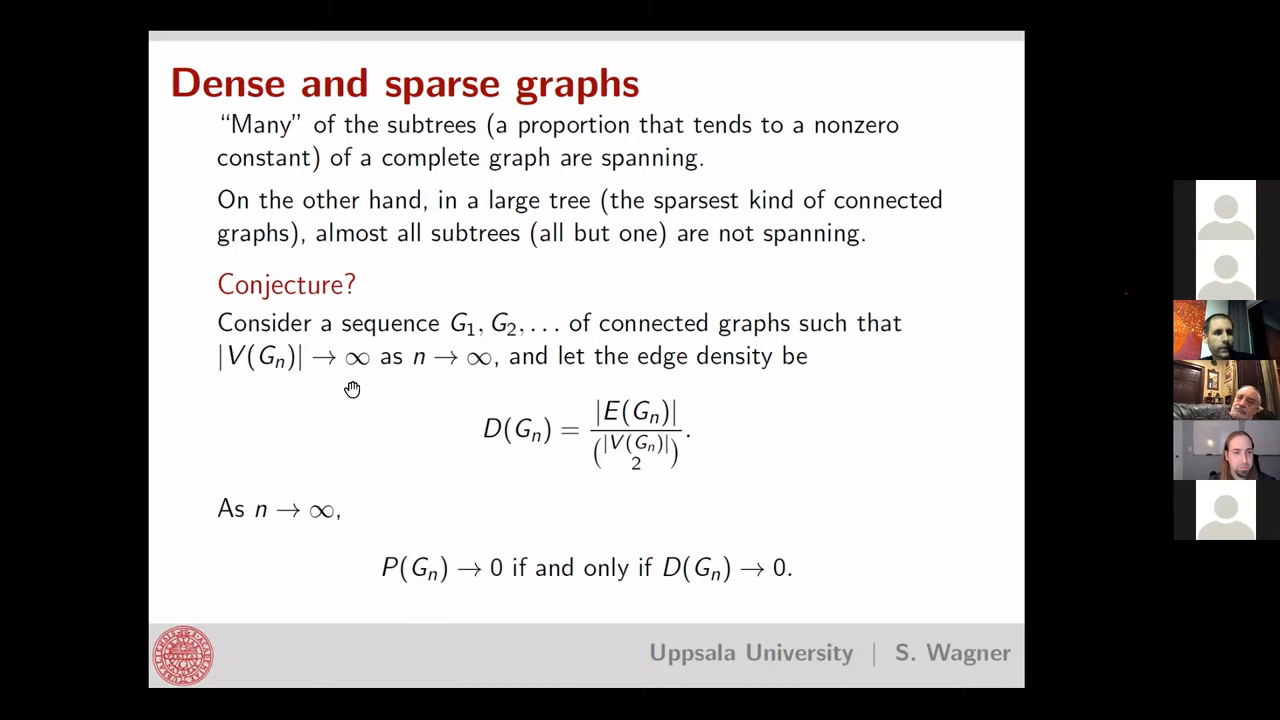 Dense and sparse graphs
“Many” of the subtrees (a proportion that tends to a nonzero
constant) of a complete graph are spanning.
On the other hand, in a large tree (the sparsest kind of connected
graphs), almost all subtrees (all but one) are not spanning.
Conjecture?
Consider a sequence G₁, G₂, . . . of connected graphs such that
|V(Gₙ)| → ∞ as n → ∞, and let the edge density be
D(Gₙ) = |E(Gₙ)| / (|V(Gₙ)| 2).
As n → ∞,
P(Gₙ) → 0 if and only if D(Gₙ) → 0.
Uppsala University | S. Wagner